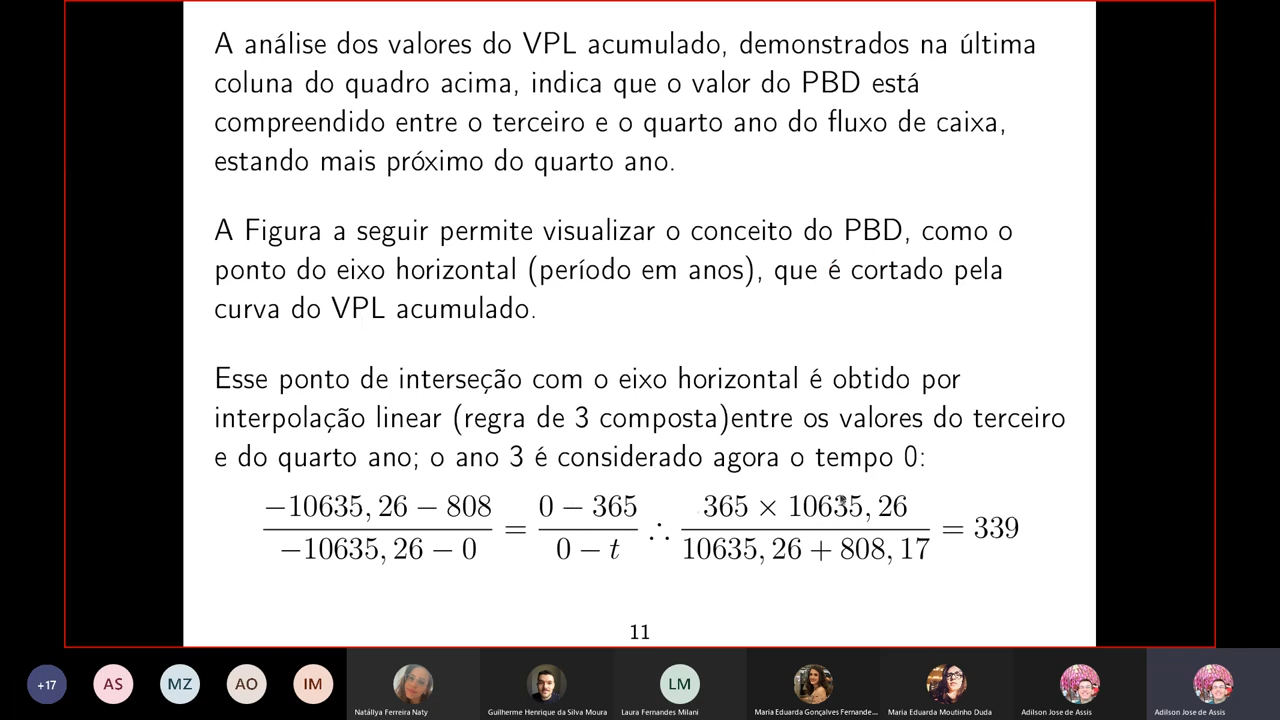 A análise dos valores do VPL acumulado, demonstrados na última
coluna do quadro acima, indica que o valor do PBD está
compreendido entre o terceiro e o quarto ano do fluxo de caixa,
estando mais próximo do quarto ano.
A Figura a seguir permite visualizar o conceito do PBD, como o
ponto do eixo horizontal (período em anos), que é cortado pela
curva do VPL acumulado.
Esse ponto de interseção com o eixo horizontal é obtido por
interpolação linear (regra de 3 composta)entre os valores do terceiro
e do quarto ano; o ano 3 é considerado agora o tempo 0:
−10635, 26 − 808 / −10635, 26 − 0 = 0 − 365 / 0 − t ∴ 365 × 10635, 26 / 10635, 26 + 808, 17 = 339
11
+17 AS MZ AO IM LM
Natállya Ferreira Naty Guilherme Henrique da Silva Moura Laura Fernandes Milani Maria Eduarda Gonçalves Fernande... Maria Eduarda Moutinho Duda Adilson Jose de Assis Adilson Jose de Assis